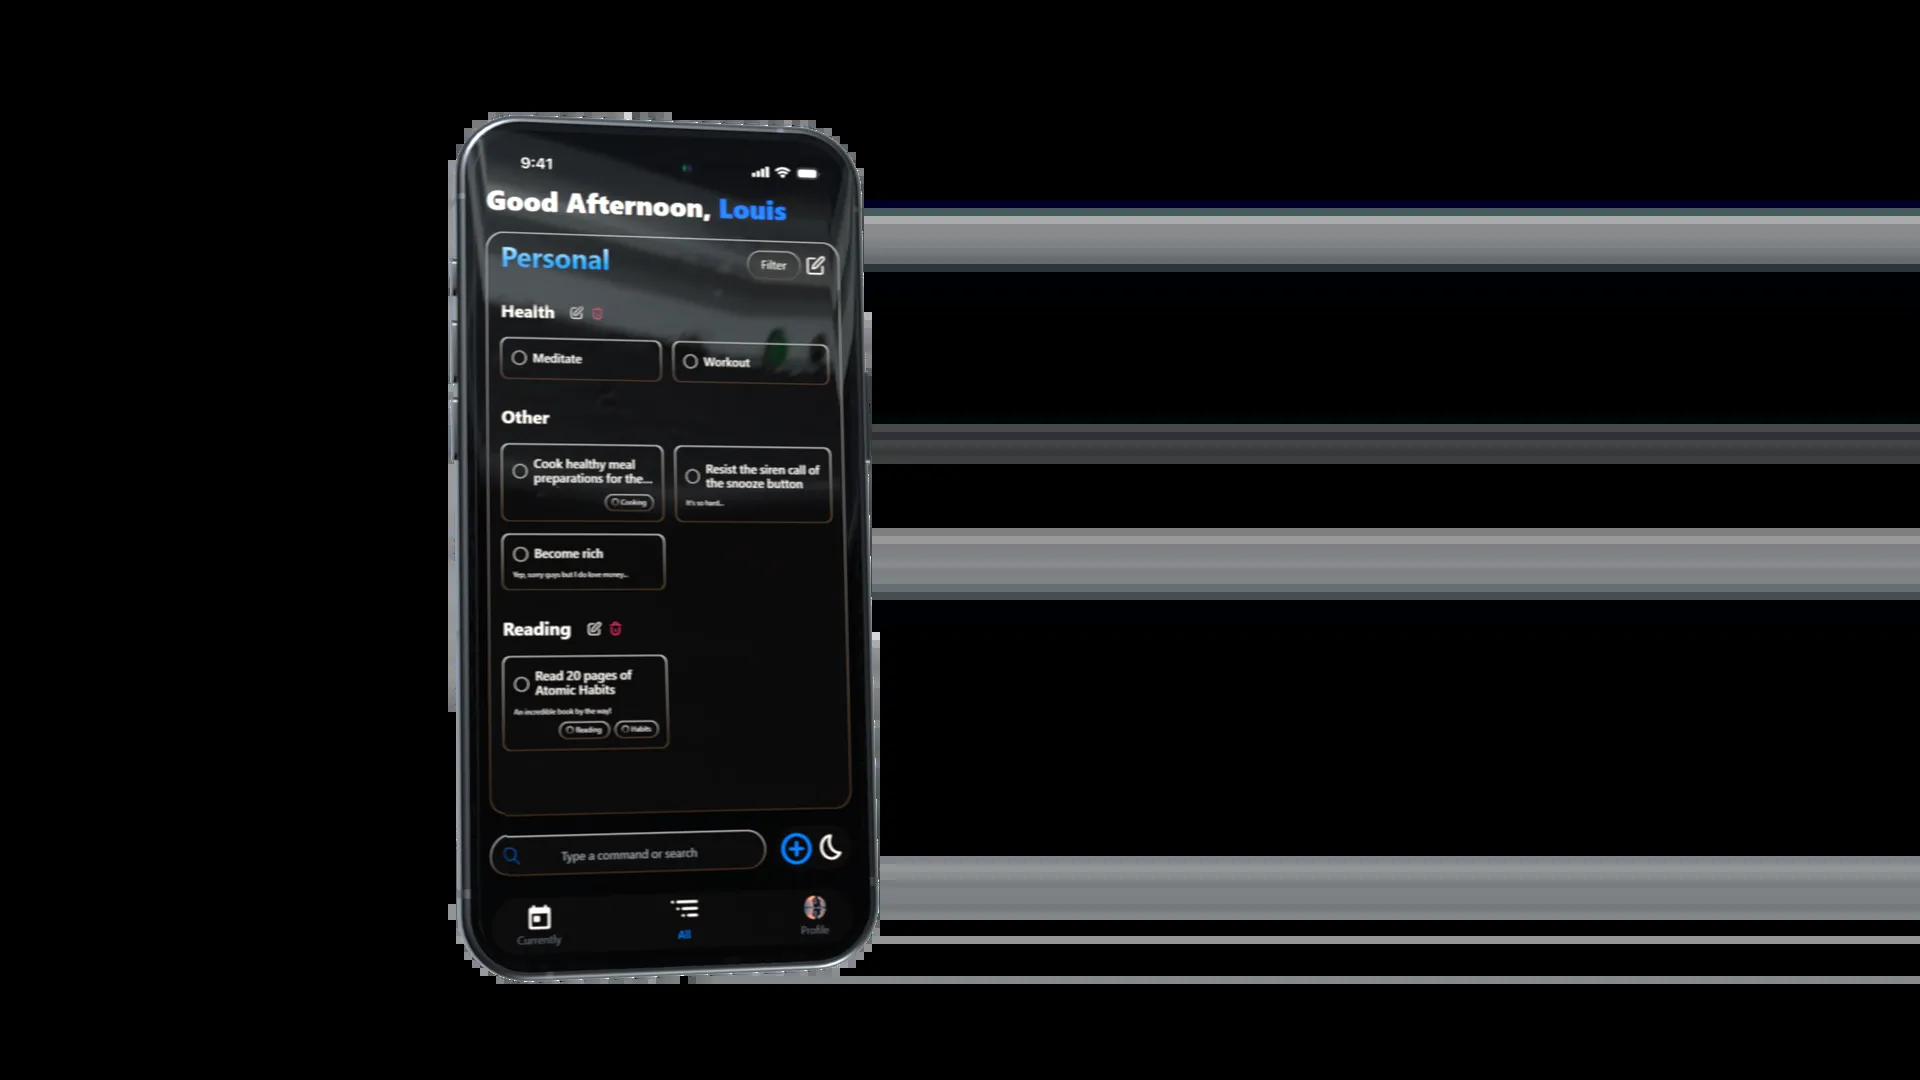 9:41
Good Afternoon, Louis
Personal
Filter
Health
Meditate
Workout
Other
Cook healthy meal
preparations for the...
Cooking
Resist the siren call of
the snooze button
It's so hard...
Become rich
Yep, sorry guys but I do love money...
Reading
Read 20 pages of
Atomic Habits
An incredible book by the way!
Reading
Habits
Type a command or search
Currently
All
Profile